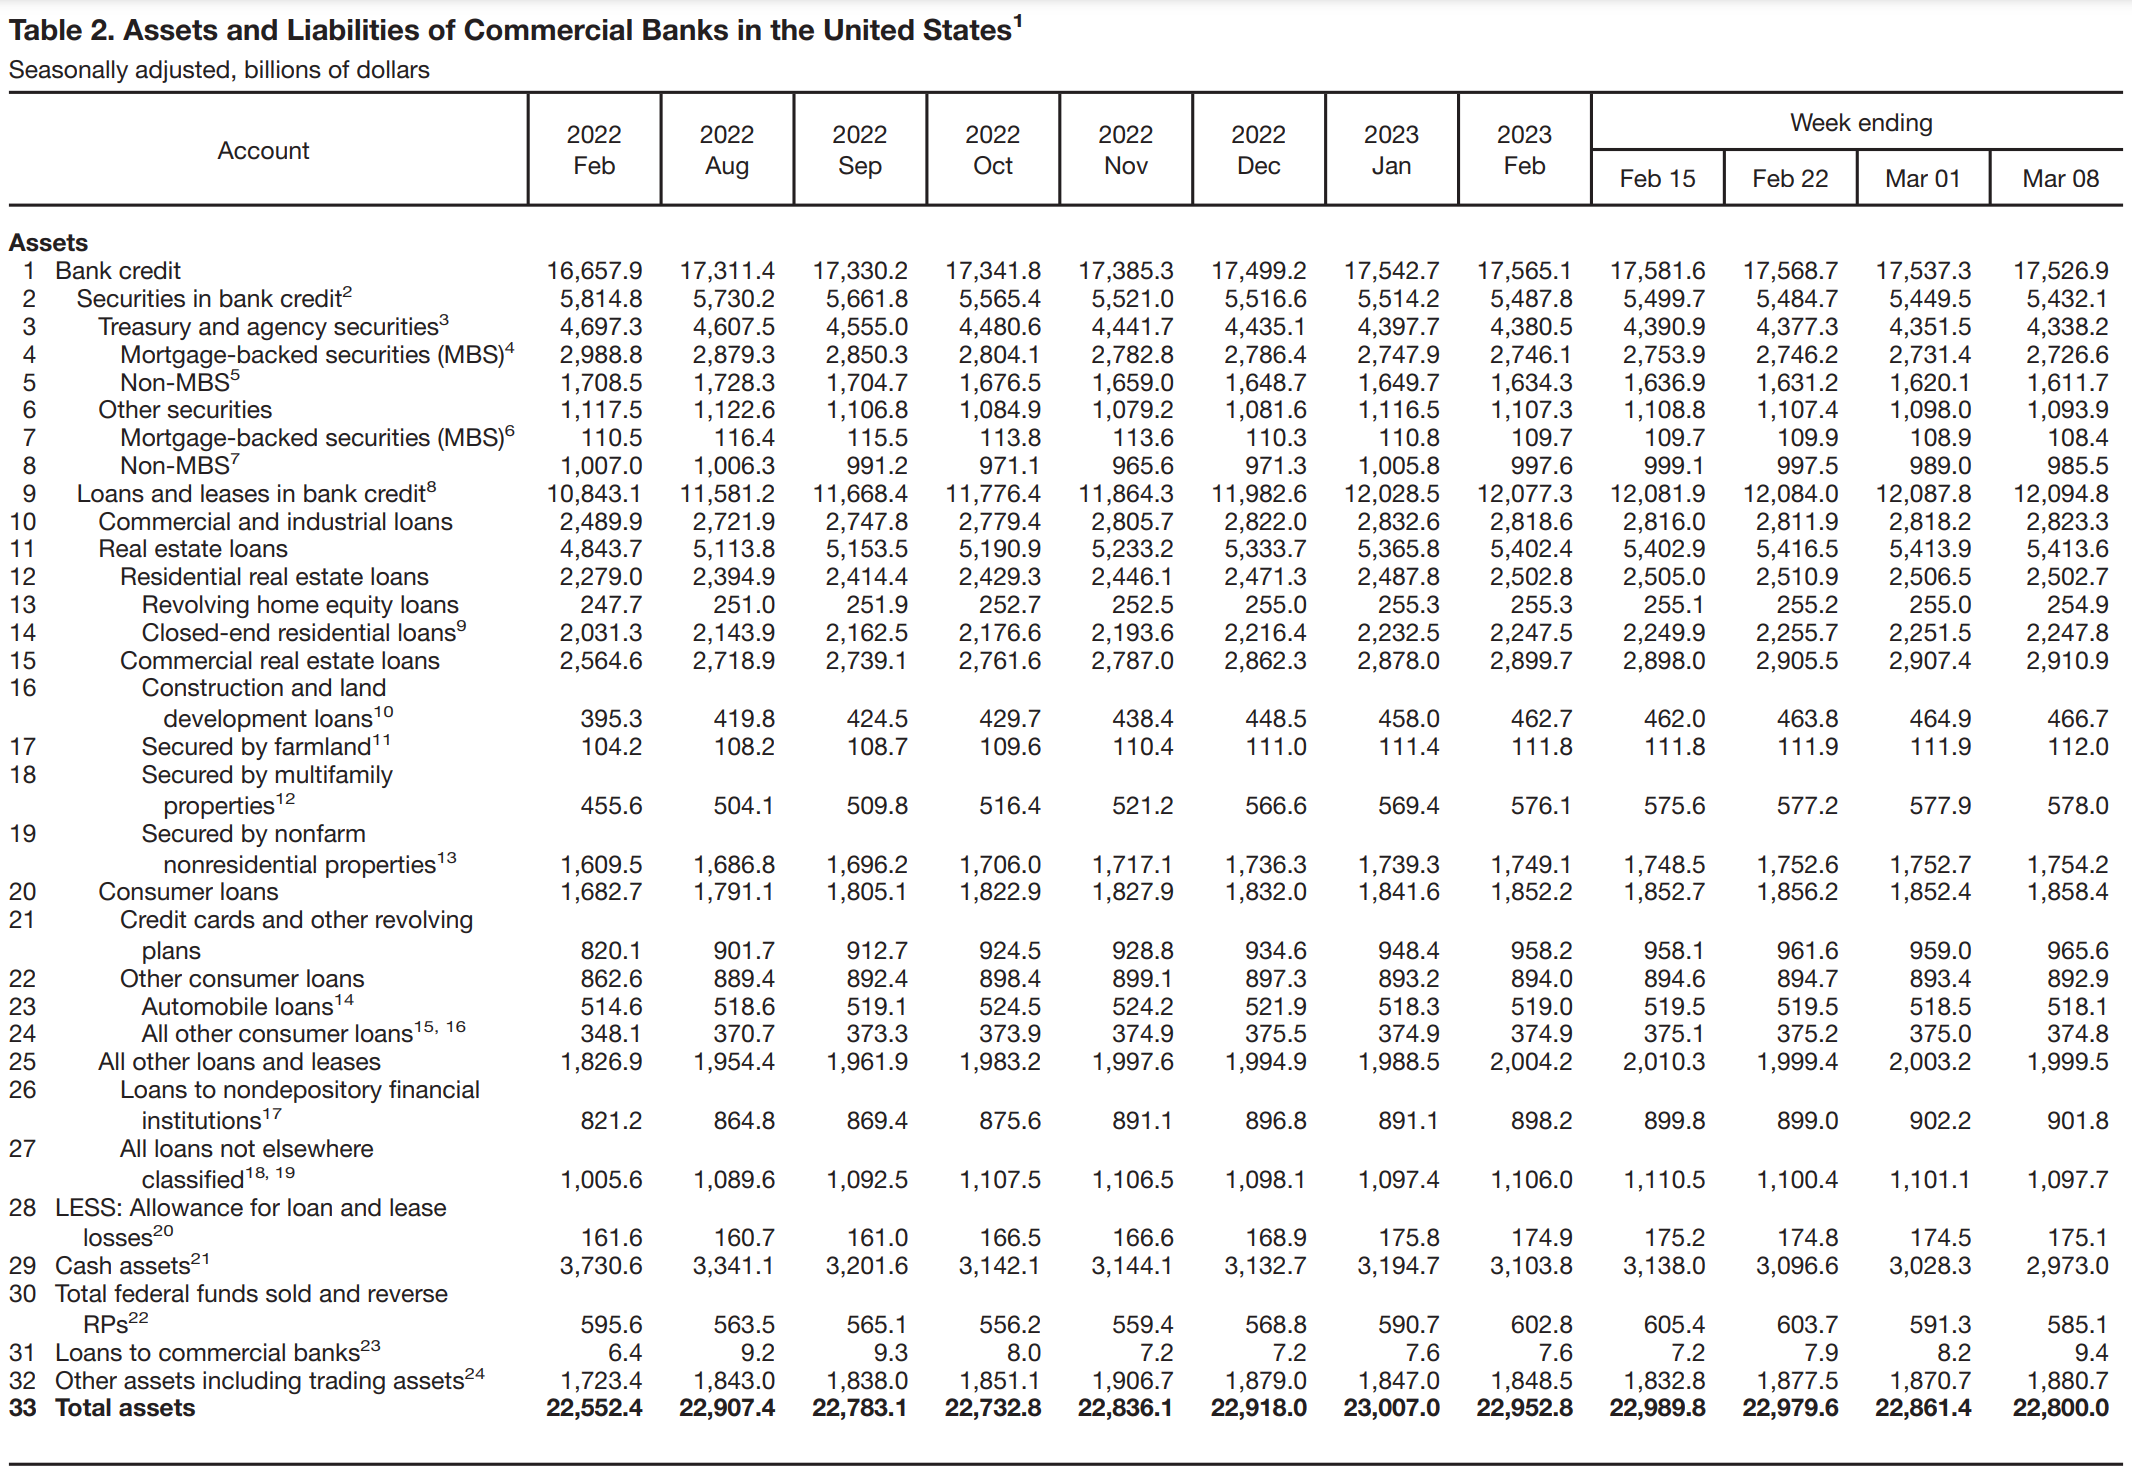 Table 2. Assets and Liabilities of Commercial Banks in the United States¹
Seasonally adjusted, billions of dollars
Account 2022 Feb 2022 Aug 2022 Sep 2022 Oct 2022 Nov 2022 Dec 2023 Jan 2023 Feb Week ending
Feb 15 Feb 22 Mar 01 Mar 08
Assets
1 Bank credit 16,657.9 17,311.4 17,330.2 17,341.8 17,385.3 17,499.2 17,542.7 17,565.1 17,581.6 17,568.7 17,537.3 17,526.9
2 Securities in bank credit² 5,814.8 5,730.2 5,661.8 5,565.4 5,521.0 5,516.6 5,514.2 5,487.8 5,499.7 5,484.7 5,449.5 5,432.1
3 Treasury and agency securities³ 4,697.3 4,607.5 4,555.0 4,480.6 4,441.7 4,435.1 4,397.7 4,380.5 4,390.9 4,377.3 4,351.5 4,338.2
4 Mortgage-backed securities (MBS)⁴ 2,988.8 2,879.3 2,850.3 2,804.1 2,782.8 2,786.4 2,747.9 2,746.1 2,753.9 2,746.2 2,731.4 2,726.6
5 Non-MBS⁵ 1,708.5 1,728.3 1,704.7 1,676.5 1,659.0 1,648.7 1,649.7 1,634.3 1,636.9 1,631.2 1,620.1 1,611.7
6 Other securities 1,117.5 1,122.6 1,106.8 1,084.9 1,079.2 1,081.6 1,116.5 1,107.3 1,108.8 1,107.4 1,098.0 1,093.9
7 Mortgage-backed securities (MBS)⁶ 110.5 116.4 115.5 113.8 113.6 110.3 110.8 109.7 109.7 109.9 108.9 108.4
8 Non-MBS⁷ 1,007.0 1,006.3 991.2 971.1 965.6 971.3 1,005.8 997.6 999.1 997.5 989.0 985.5
9 Loans and leases in bank credit⁸ 10,843.1 11,581.2 11,668.4 11,776.4 11,864.3 11,982.6 12,028.5 12,077.3 12,081.9 12,084.0 12,087.8 12,094.8
10 Commercial and industrial loans 2,489.9 2,721.9 2,747.8 2,779.4 2,805.7 2,822.0 2,832.6 2,818.6 2,816.0 2,811.9 2,818.2 2,823.3
11 Real estate loans 4,843.7 5,113.8 5,153.5 5,190.9 5,233.2 5,333.7 5,365.8 5,402.4 5,402.9 5,416.5 5,413.9 5,413.6
12 Residential real estate loans 2,279.0 2,394.9 2,414.4 2,429.3 2,446.1 2,471.3 2,487.8 2,502.8 2,505.0 2,510.9 2,506.5 2,502.7
13 Revolving home equity loans 247.7 251.0 251.9 252.7 252.5 255.0 255.3 255.3 255.1 255.2 255.0 254.9
14 Closed-end residential loans⁹ 2,031.3 2,143.9 2,162.5 2,176.6 2,193.6 2,216.4 2,232.5 2,247.5 2,249.9 2,255.7 2,251.5 2,247.8
15 Commercial real estate loans 2,564.6 2,718.9 2,739.1 2,761.6 2,787.0 2,862.3 2,878.0 2,899.7 2,898.0 2,905.5 2,907.4 2,910.9
16 Construction and land
development loans¹⁰ 395.3 419.8 424.5 429.7 438.4 448.5 458.0 462.7 462.0 463.8 464.9 466.7
17 Secured by farmland¹¹ 104.2 108.2 108.7 109.6 110.4 111.0 111.4 111.8 111.8 111.9 111.9 112.0
18 Secured by multifamily
properties¹² 455.6 504.1 509.8 516.4 521.2 566.6 569.4 576.1 575.6 577.2 577.9 578.0
19 Secured by nonfarm
nonresidential properties¹³ 1,609.5 1,686.8 1,696.2 1,706.0 1,717.1 1,736.3 1,739.3 1,749.1 1,748.5 1,752.6 1,752.7 1,754.2
20 Consumer loans 1,682.7 1,791.1 1,805.1 1,822.9 1,827.9 1,832.0 1,841.6 1,852.2 1,852.7 1,856.2 1,852.4 1,858.4
21 Credit cards and other revolving
plans 820.1 901.7 912.7 924.5 928.8 934.6 948.4 958.2 958.1 961.6 959.0 965.6
22 Other consumer loans 862.6 889.4 892.4 898.4 899.1 897.3 893.2 894.0 894.6 894.7 893.4 892.9
23 Automobile loans¹⁴ 514.6 518.6 519.1 524.5 524.2 521.9 518.3 519.0 519.5 519.5 518.5 518.1
24 All other consumer loans¹⁵, ¹⁶ 348.1 370.7 373.3 373.9 374.9 375.5 374.9 374.9 375.1 375.2 375.0 374.8
25 All other loans and leases 1,826.9 1,954.4 1,961.9 1,983.2 1,997.6 1,994.9 1,988.5 2,004.2 2,010.3 1,999.4 2,003.2 1,999.5
26 Loans to nondepository financial
institutions¹⁷ 821.2 864.8 869.4 875.6 891.1 896.8 891.1 898.2 899.8 899.0 902.2 901.8
27 All loans not elsewhere
classified¹⁸, ¹⁹ 1,005.6 1,089.6 1,092.5 1,107.5 1,106.5 1,098.1 1,097.4 1,106.0 1,110.5 1,100.4 1,101.1 1,097.7
28 LESS: Allowance for loan and lease
losses²⁰ 161.6 160.7 161.0 166.5 166.6 168.9 175.8 174.9 175.2 174.8 174.5 175.1
29 Cash assets²¹ 3,730.6 3,341.1 3,201.6 3,142.1 3,144.1 3,132.7 3,194.7 3,103.8 3,138.0 3,096.6 3,028.3 2,973.0
30 Total federal funds sold and reverse
RPs²² 595.6 563.5 565.1 556.2 559.4 568.8 590.7 602.8 605.4 603.7 591.3 585.1
31 Loans to commercial banks²³ 6.4 9.2 9.3 8.0 7.2 7.2 7.6 7.6 7.2 7.9 8.2 9.4
32 Other assets including trading assets²⁴ 1,723.4 1,843.0 1,838.0 1,851.1 1,906.7 1,879.0 1,847.0 1,848.5 1,832.8 1,877.5 1,870.7 1,880.7
33 Total assets 22,552.4 22,907.4 22,783.1 22,732.8 22,836.1 22,918.0 23,007.0 22,952.8 22,989.8 22,979.6 22,861.4 22,800.0